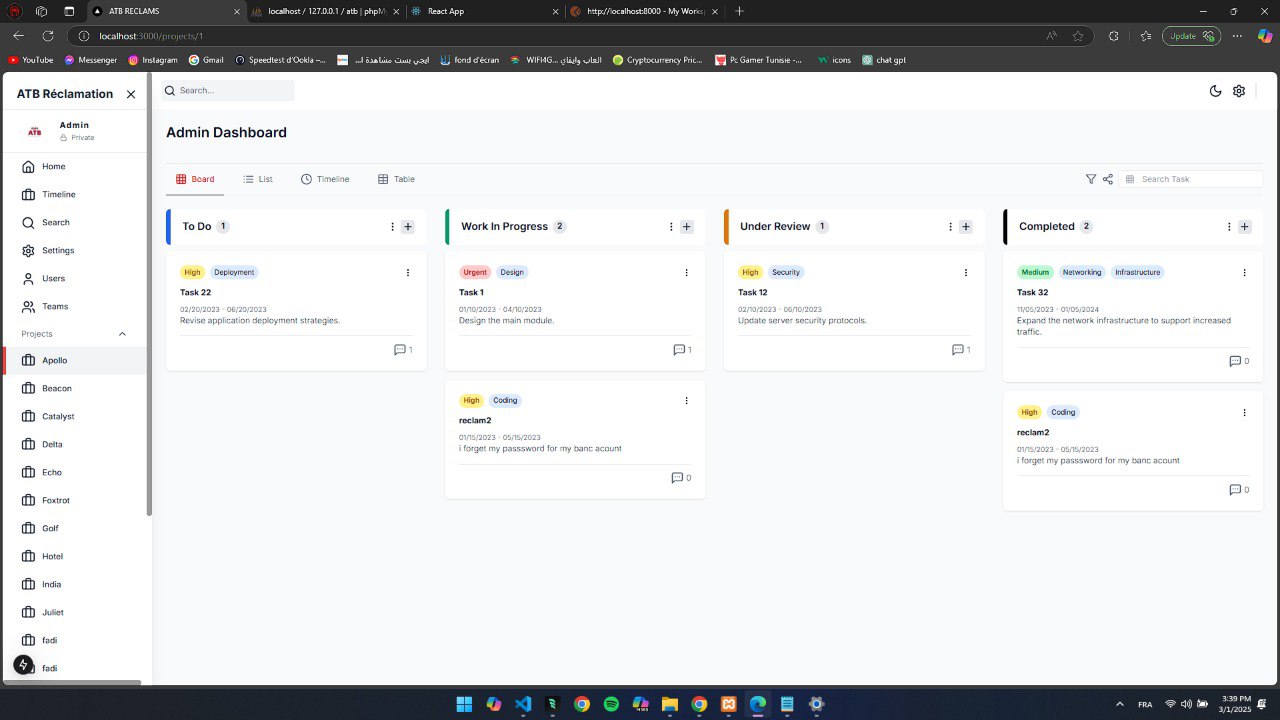 ATB RECLAMS
localhost / 127.0.0.1 / atb | phpMy
React App
http://localhost:8000 - My Works
localhost:3000/projects/1
Update
YouTube
Messenger
Instagram
Gmail
Speedtest d'Ookla –...
ايجي بست مشاهدة ا...
fond d'écran
العاب وايفاي ...WIFI4G
Cryptocurrency Pric...
Pc Gamer Tunisie -...
icons
chat gpt
ATB Réclamation
Search...
ATB
Admin
Private
Admin Dashboard
Home
Timeline
Search
Settings
Users
Teams
Projects
Apollo
Beacon
Catalyst
Delta
Echo
Foxtrot
Golf
Hotel
India
Juliet
fadi
fadi
Board
List
Timeline
Table
Search Task
To Do 1
High Deployment
Task 22
02/20/2023 - 06/20/2023
Revise application deployment strategies.
1
Work In Progress 2
Urgent Design
Task 1
01/10/2023 - 04/10/2023
Design the main module.
1
High Coding
reclam2
01/15/2023 - 05/15/2023
i forget my passsword for my banc acount
0
Under Review 1
High Security
Task 12
02/10/2023 - 06/10/2023
Update server security protocols.
1
Completed 2
Medium Networking Infrastructure
Task 32
11/05/2023 - 01/05/2024
Expand the network infrastructure to support increased
traffic.
0
High Coding
reclam2
01/15/2023 - 05/15/2023
i forget my passsword for my banc acount
0
FRA
3:39 PM
3/31/2025